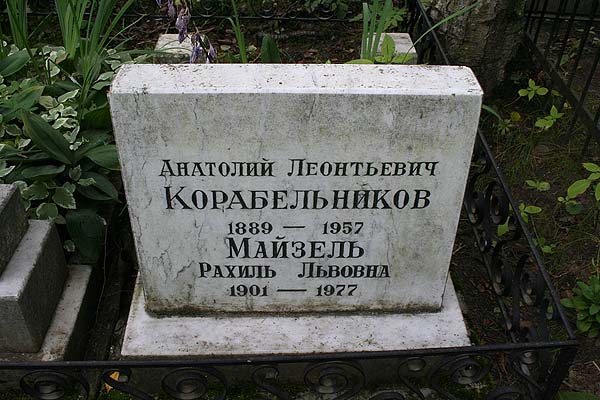 Анатолий Леонтьевич
Корабельников
1889 — 1957
Майзель
Рахиль Львовна
1901 — 1977